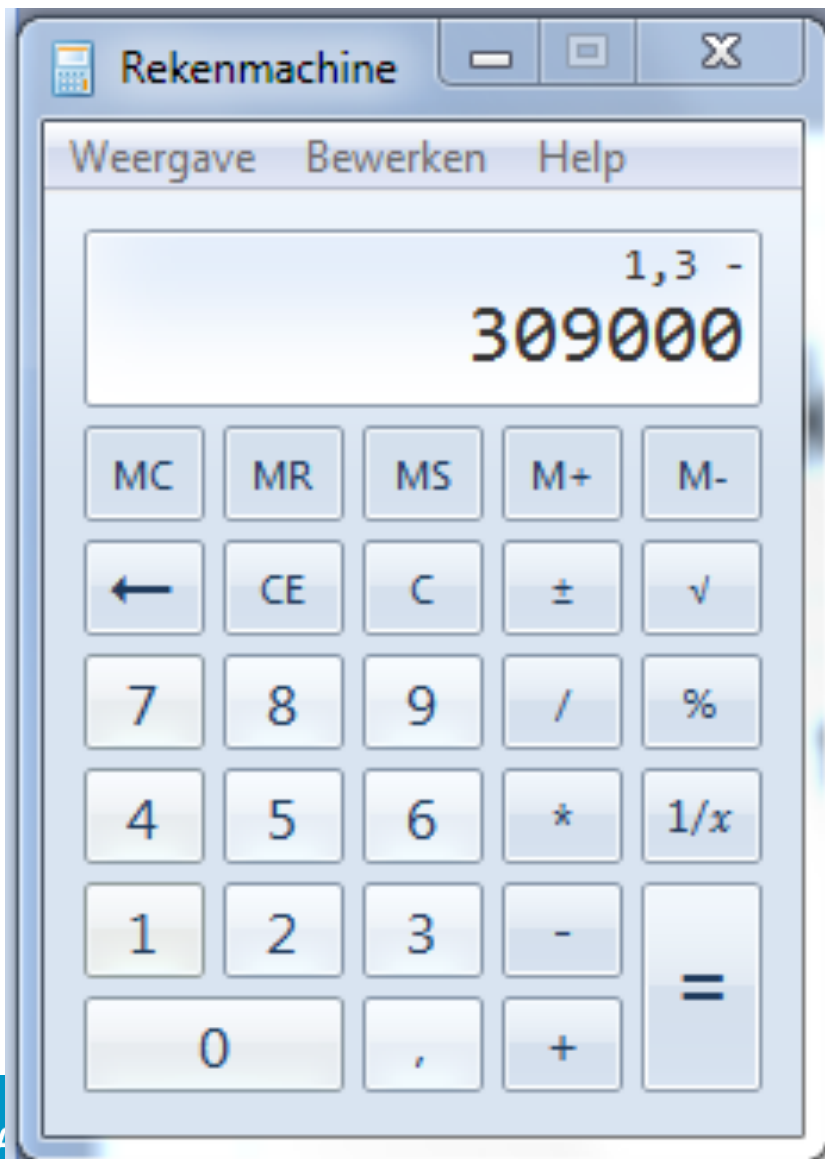 Rekenmachine
Weergave Bewerken Help
1,3 -
309000
MC MR MS M+ M-
← CE C ± √
7 8 9 / %
4 5 6 * 1/x
1 2 3 -
=
0 , +